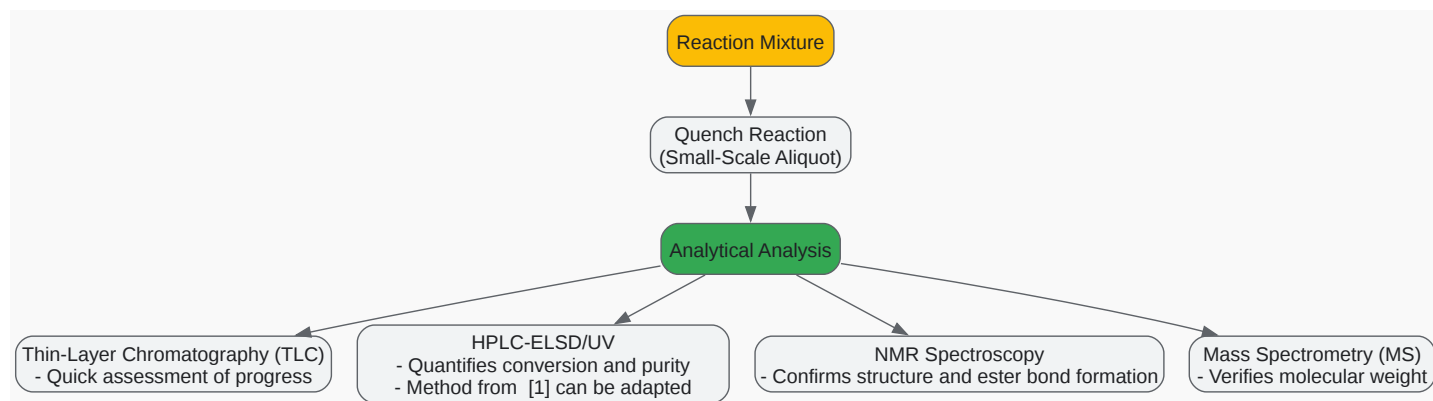 Reaction Mixture
Quench Reaction
(Small-Scale Aliquot)
Analytical Analysis
Thin-Layer Chromatography (TLC)
- Quick assessment of progress
HPLC-ELSD/UV
- Quantifies conversion and purity
- Method from [1] can be adapted
NMR Spectroscopy
- Confirms structure and ester bond formation
Mass Spectrometry (MS)
- Verifies molecular weight